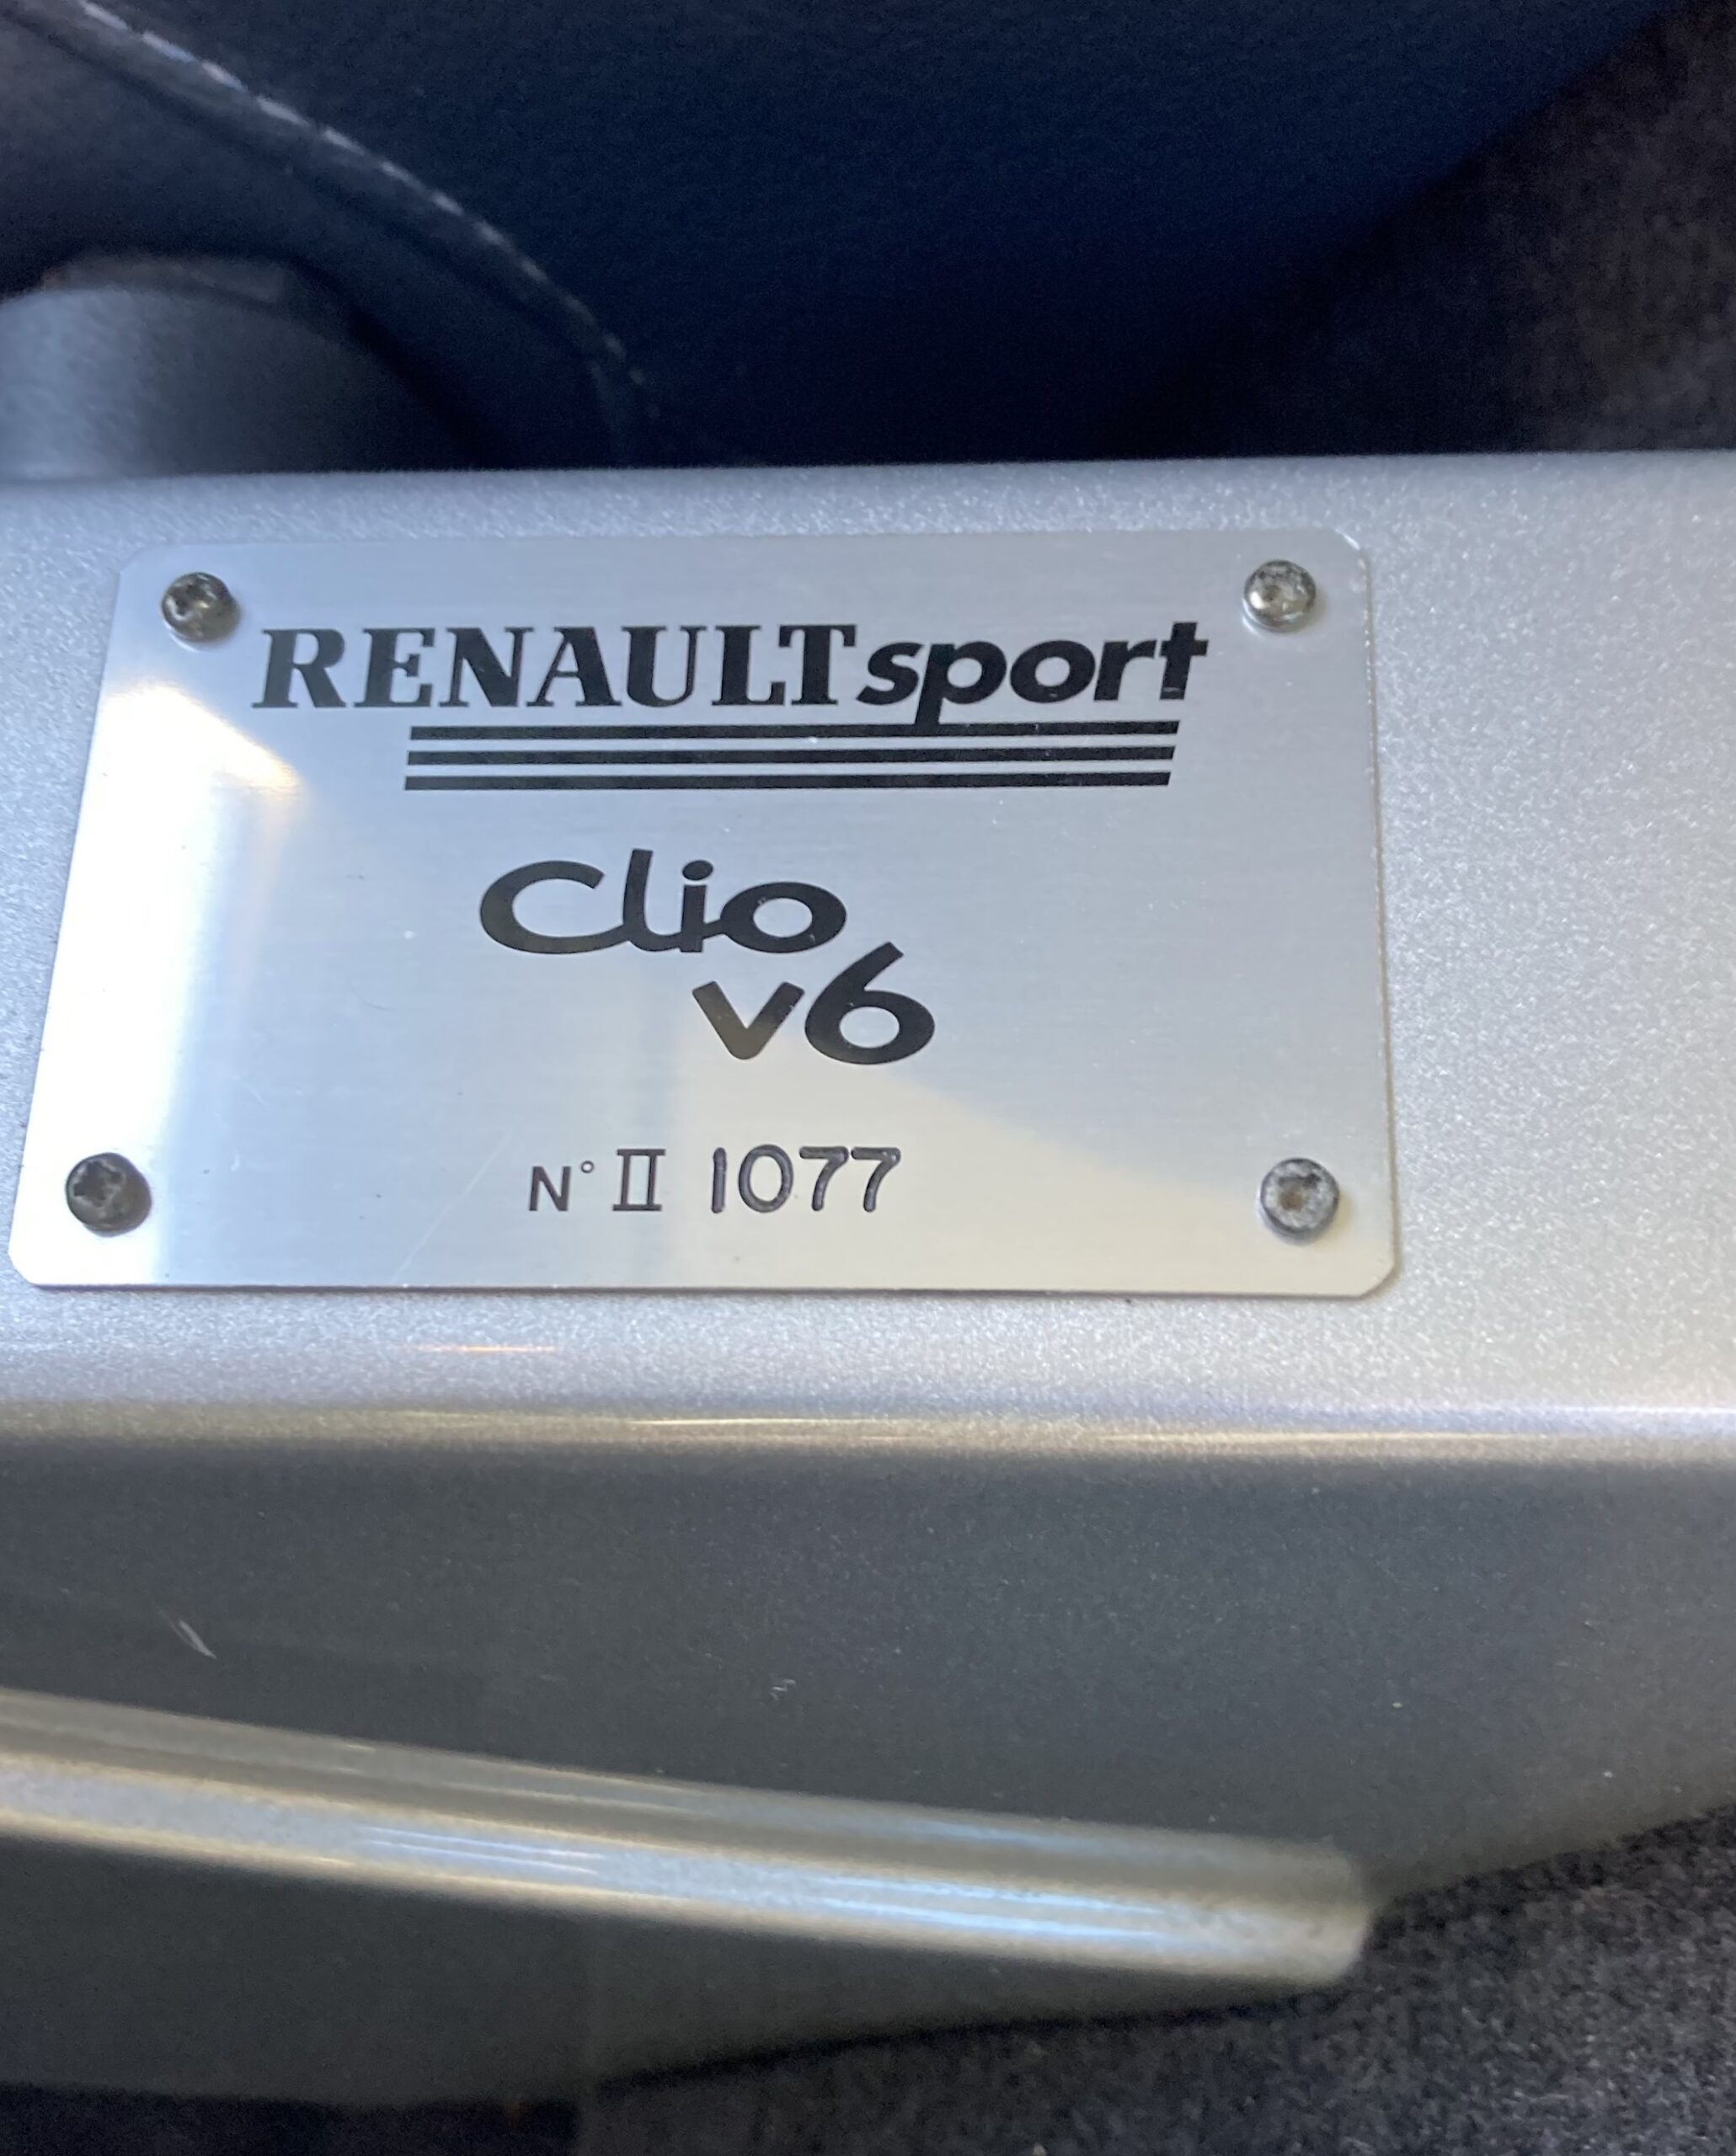 RENAULTsport
Clio
v6
N° II 1077